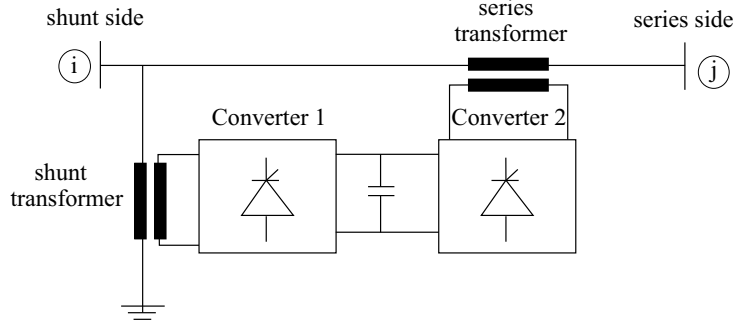 shunt side
series
transformer
series side
i
j
Converter 1
Converter 2
shunt
transformer